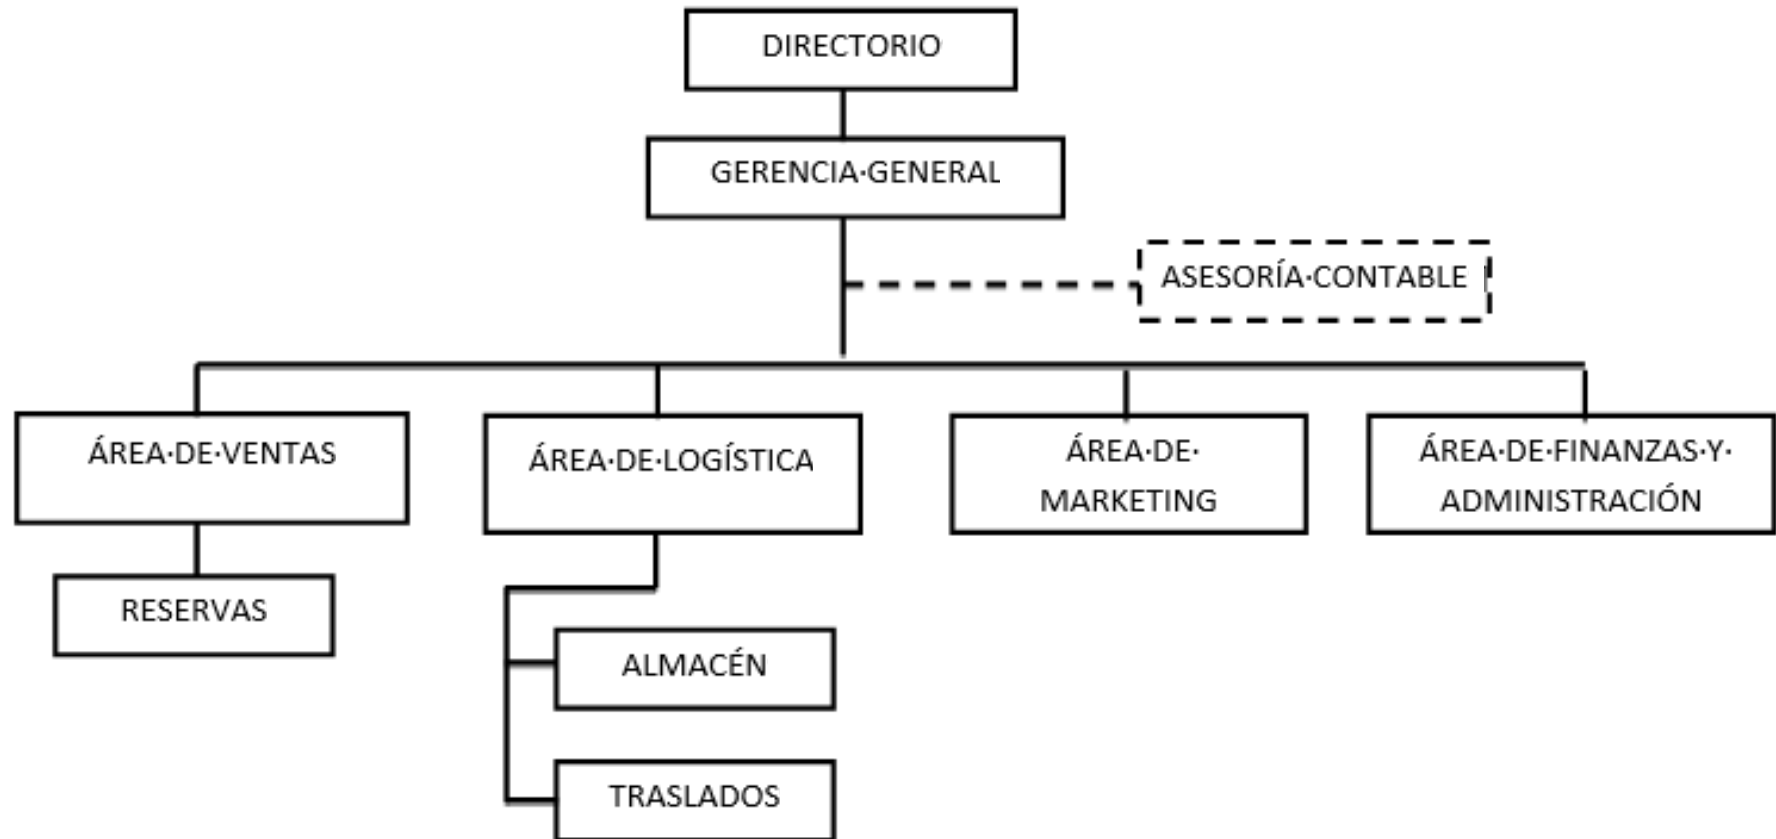 DIRECTORIO
GERENCIA·GENERAL
ASESORÍA·CONTABLE
ÁREA·DE·VENTAS
ÁREA·DE·LOGÍSTICA
ÁREA·DE·
MARKETING
ÁREA·DE·FINANZAS·Y·
ADMINISTRACIÓN
RESERVAS
ALMACÉN
TRASLADOS